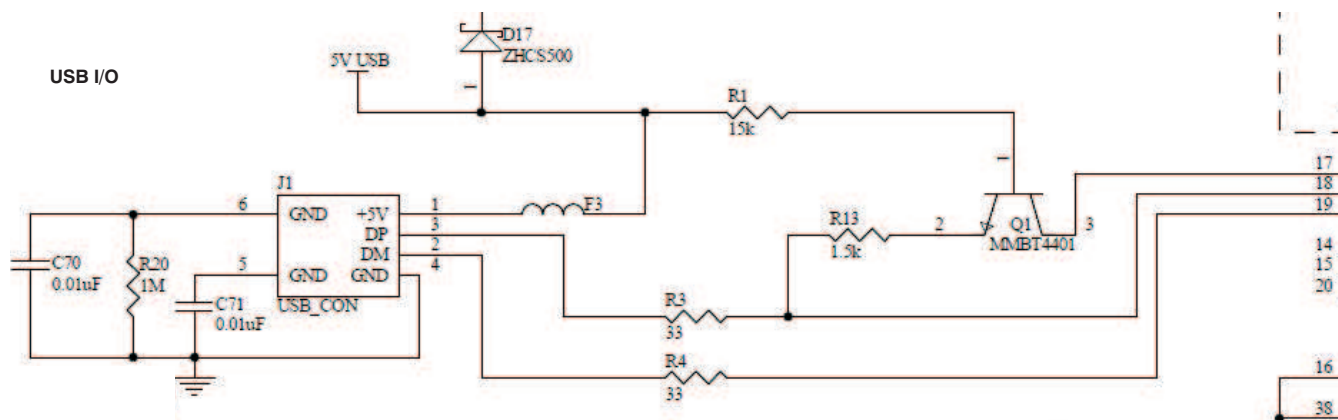 D17
ZHCS500
5V USB
USB I/O
1
R1
15k
1
17
18
19
J1
6
GND
+5V
1
F3
DP
3
DM
2
5
GND
GND
4
USB_CON
R13
1.5k
2
Q1
MMBT4401
3
14
15
20
C70
0.01uF
R20
1M
C71
0.01uF
R3
33
R4
33
16
38